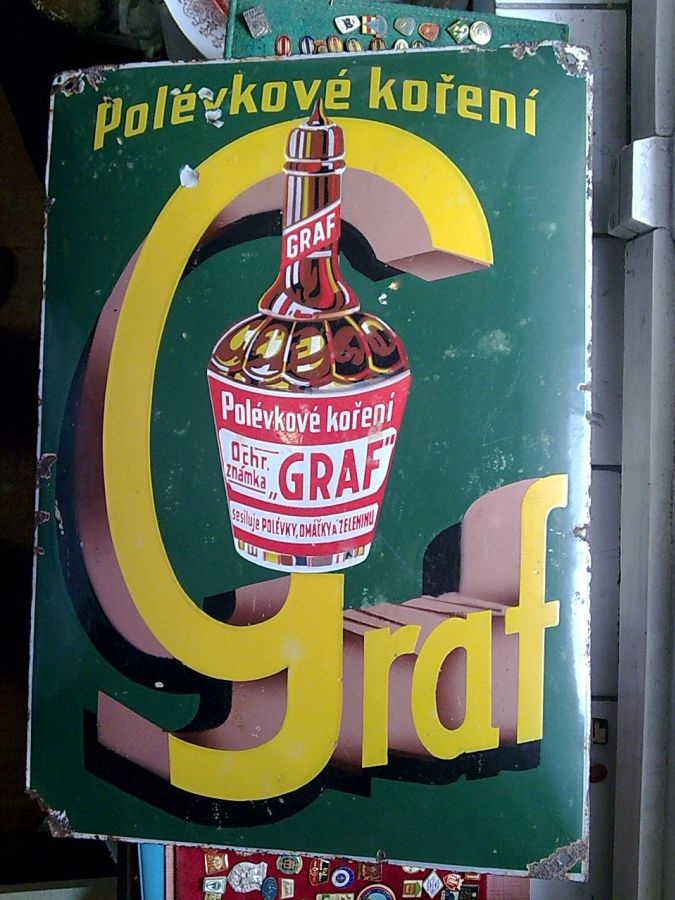 Polévkové koření
GRAF
Polévkové koření
Ochr.
známka
„GRAF"
sesiluje POLÉVKY, OMÁČKY A ZELENINU
Graf